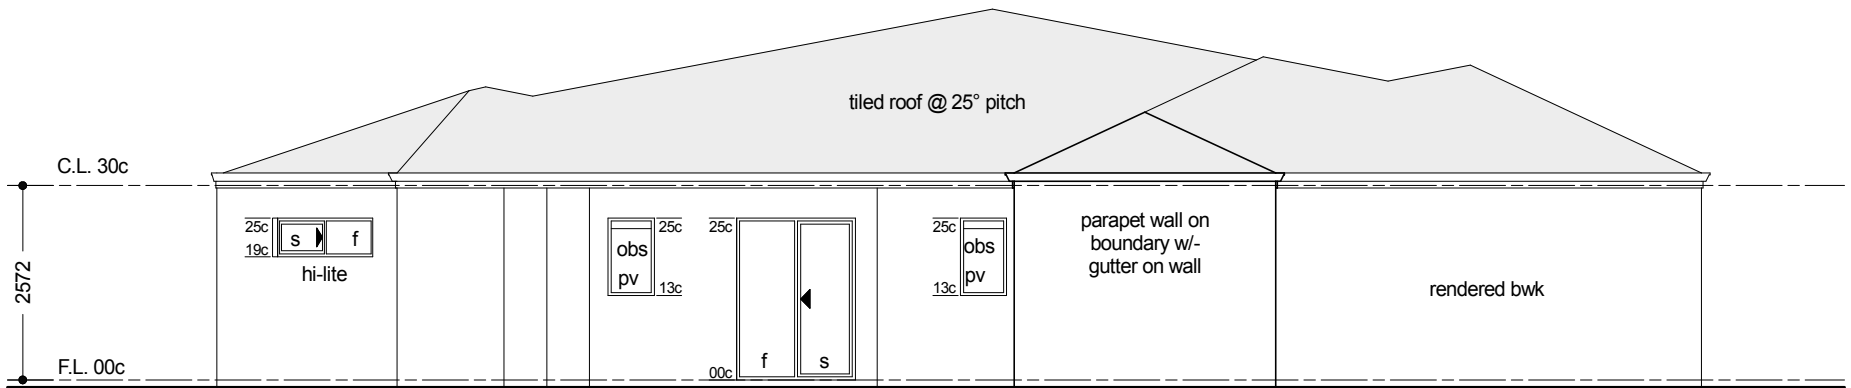 tiled roof @ 25° pitch
C.L. 30c
2572
F.L. 00c
25c
19c
s
f
hi-lite
obs
pv
25c
13c
25c
00c
f
s
25c
13c
obs
pv
parapet wall on
boundary w/-
gutter on wall
rendered bwk